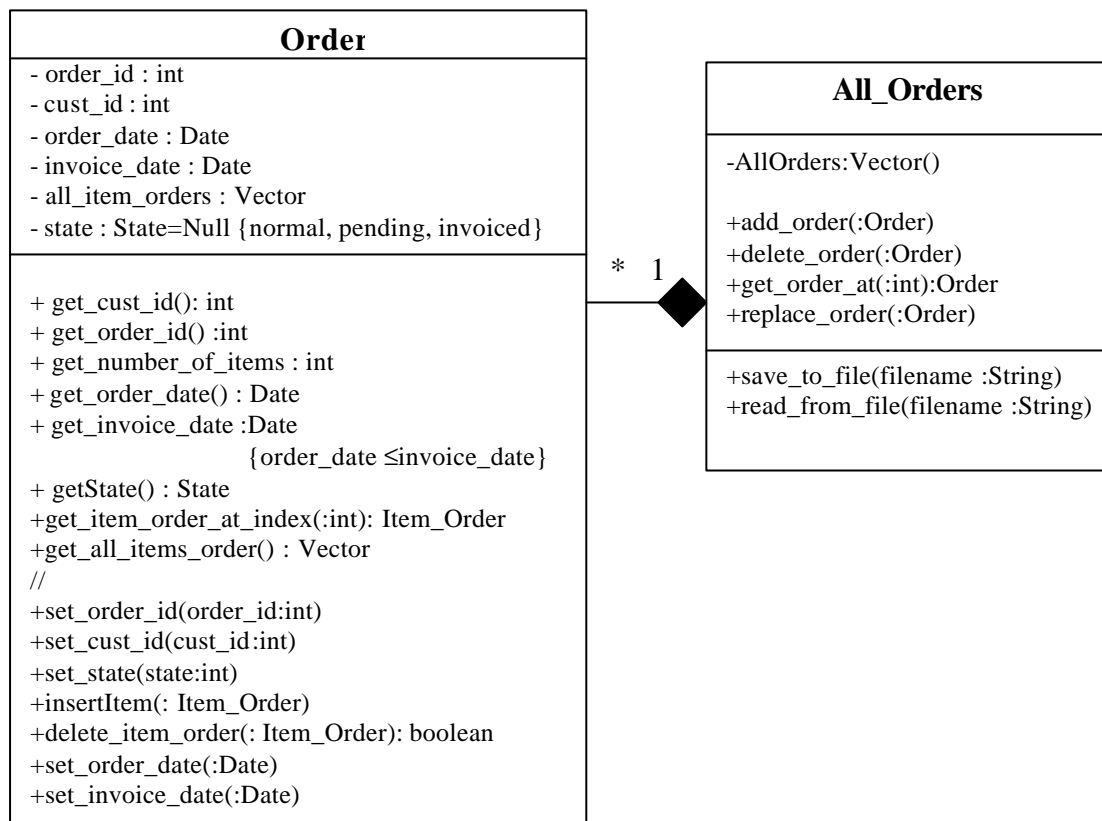 Order
- order_id : int
- cust_id : int
- order_date : Date
- invoice_date : Date
- all_item_orders : Vector
- state : State=Null {normal, pending, invoiced}
+ get_cust_id(): int
+ get_order_id() :int
+ get_number_of_items : int
+ get_order_date() : Date
+ get_invoice_date :Date
{order_date ≤invoice_date}
+ getState() : State
+get_item_order_at_index(:int): Item_Order
+get_all_items_order() : Vector
//
+set_order_id(order_id:int)
+set_cust_id(cust_id:int)
+set_state(state:int)
+insertItem(: Item_Order)
+delete_item_order(: Item_Order): boolean
+set_order_date(:Date)
+set_invoice_date(:Date)
* 1
All_Orders
-AllOrders:Vector()
+add_order(:Order)
+delete_order(:Order)
+get_order_at(:int):Order
+replace_order(:Order)
+save_to_file(filename :String)
+read_from_file(filename :String)